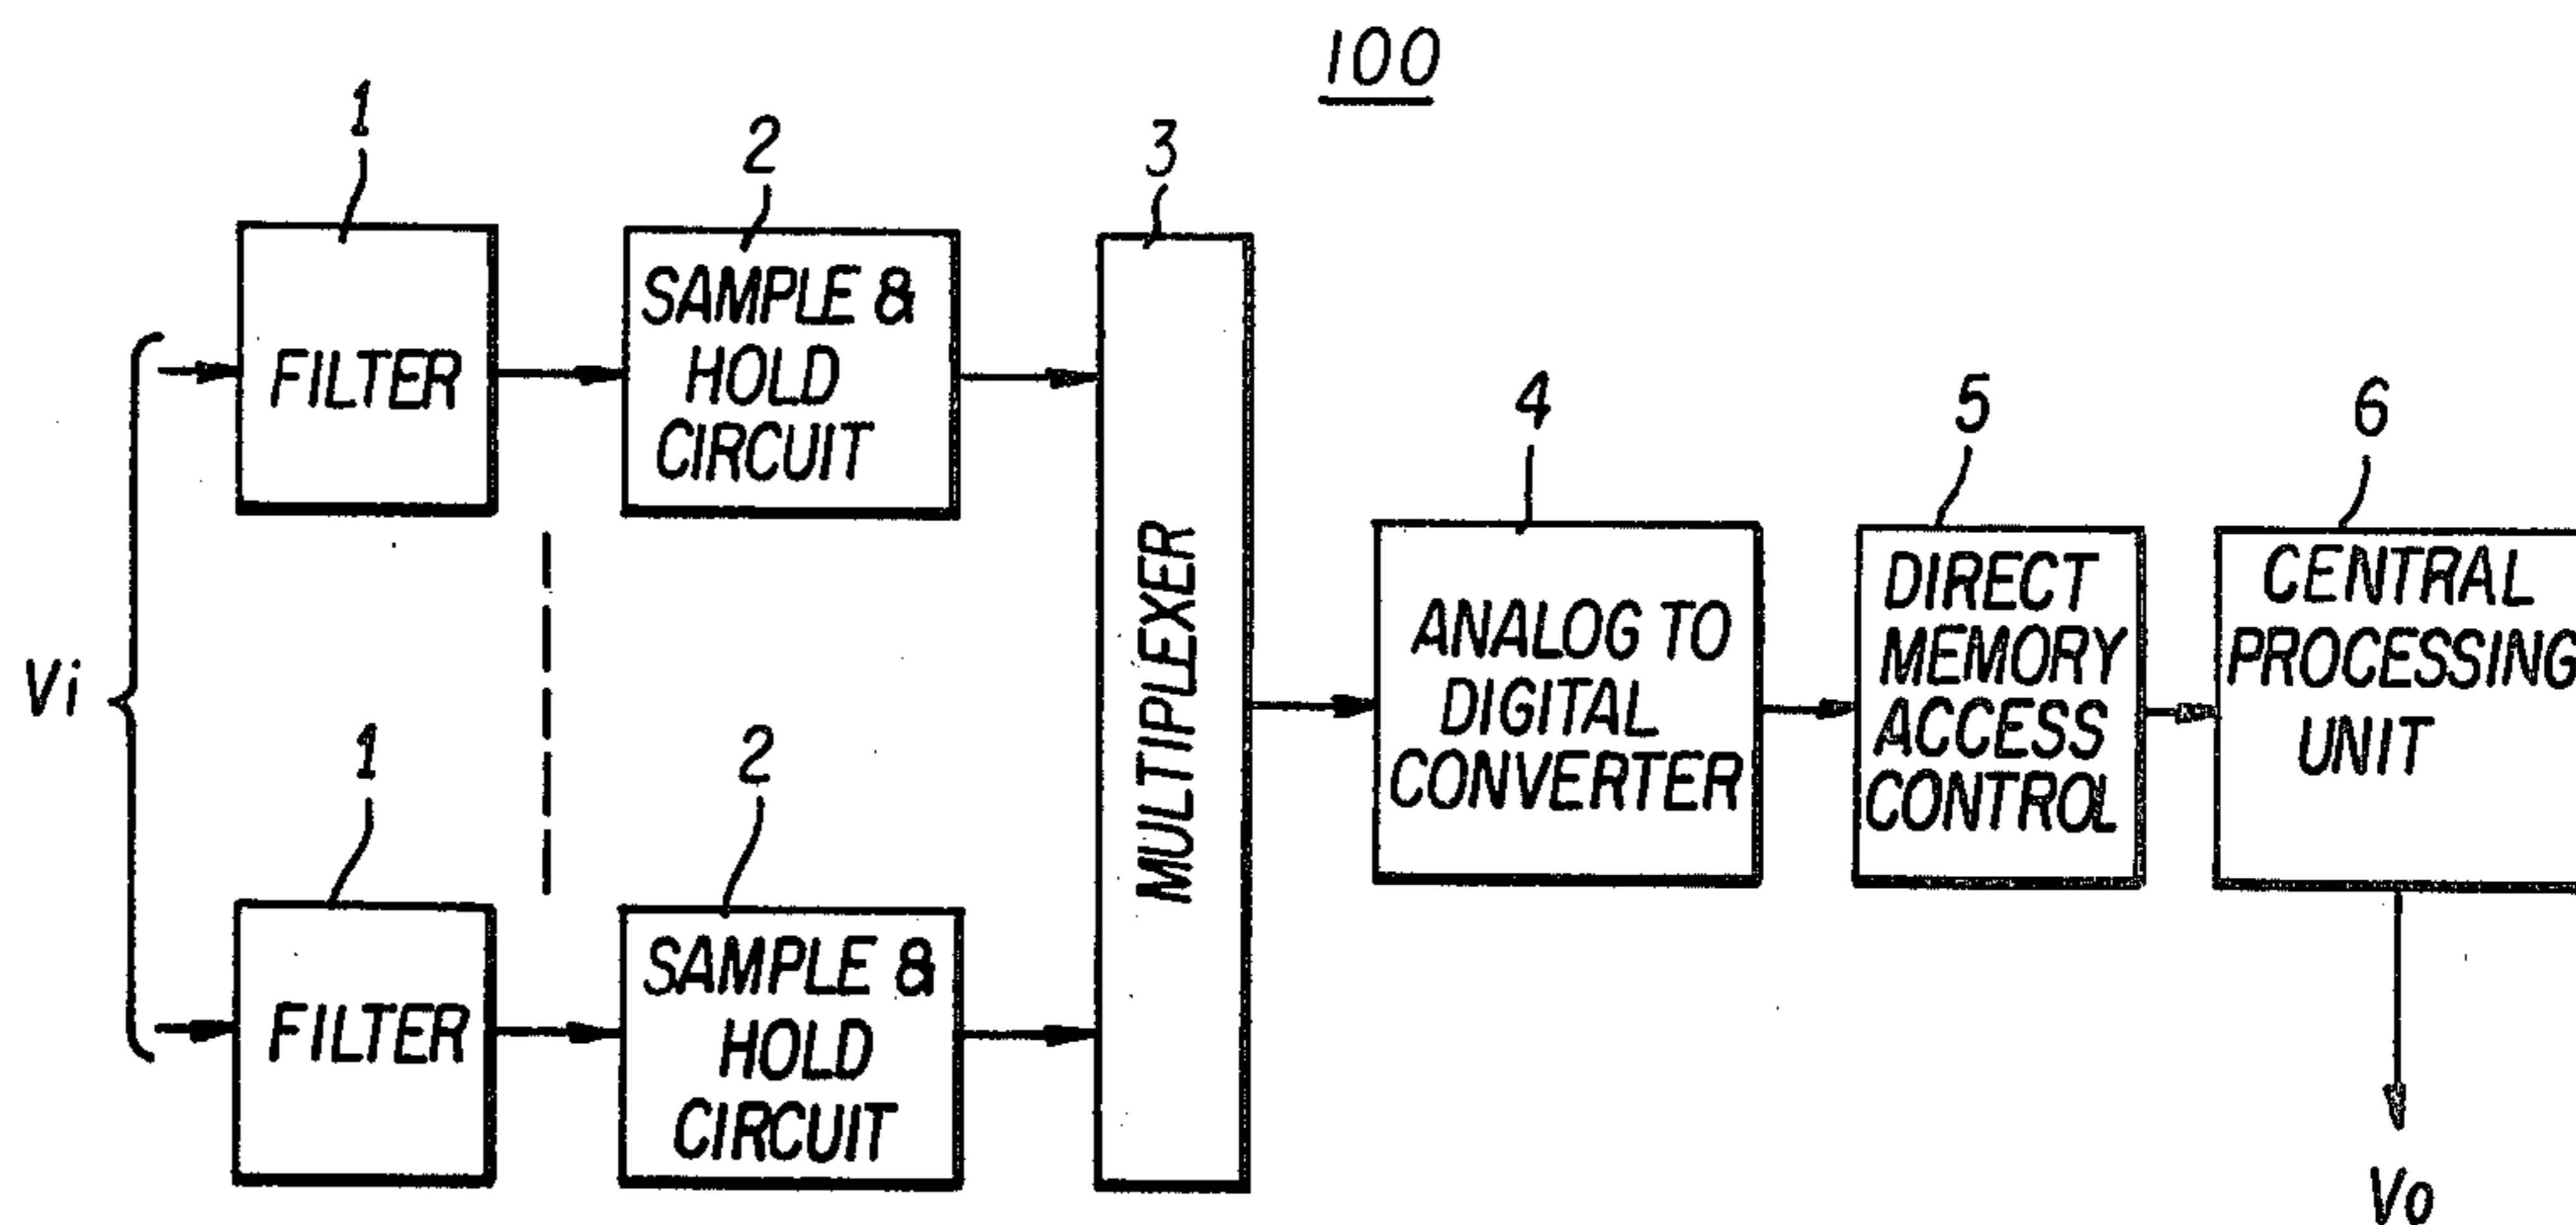 100
1
2
3
FILTER
SAMPLE &
HOLD
CIRCUIT
MULTIPLEXER
4
5
6
ANALOG TO
DIGITAL
CONVERTER
DIRECT
MEMORY
ACCESS
CONTROL
CENTRAL
PROCESSING
UNIT
Vi
1
2
FILTER
SAMPLE &
HOLD
CIRCUIT
Vo